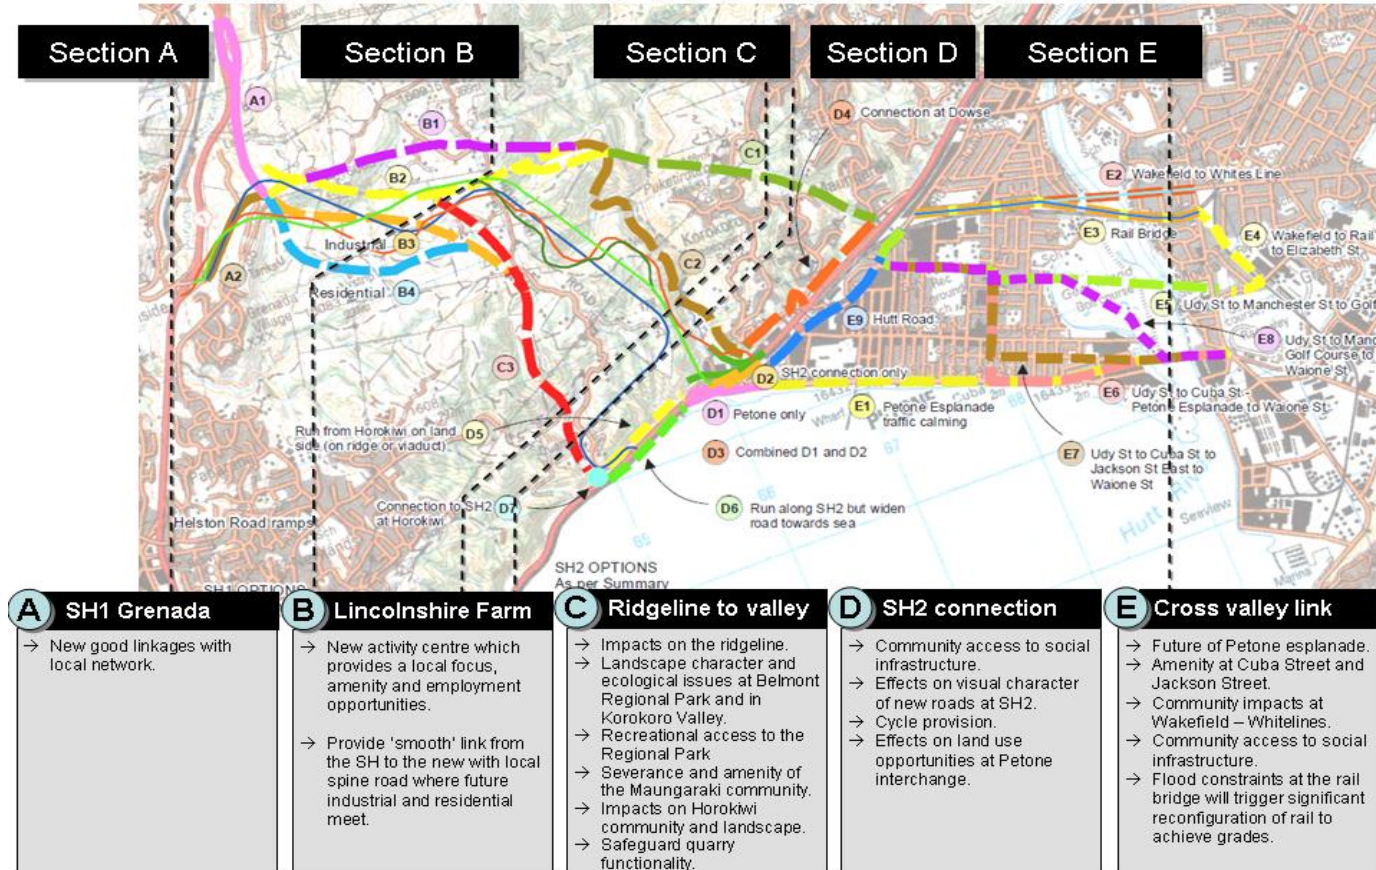 Section A
Section B
Section C
Section D
Section E
A1
B1
B2
Industrial B3
Residential B4
A2
C1
C2
C3
D4 Connection at Dowse
E2 Wakefield to Whites Line
E3 Rail Bridge
E4 Wakefield to Rail
to Elizabeth St
E5
Udy St to Manchester St to Golf
E8 Udy St to Manc
Golf Course to
Waione St
E9 Hutt Road
D2 SH2 connection only
D1 Petone only
E1 Petone Esplanade
traffic calming
E6 Udy St to Cuba St -
Petone Esplanade to Waione St
D3 Combined D1 and D2
E7 Udy St to Cuba St to
Jackson St East to
Waione St
Run from Horokiwi on land
side (on ridge or viaduct)
D5
Connection to SH2
at Horokiwi
D7
D6 Run along SH2 but widen
road towards sea
Helston Road ramps
Hutt
Seaview
Marina
65
66
67
68
SH1 OPTIONS
SH2 OPTIONS
As per Summary
A SH1 Grenada
→ New good linkages with
local network.
B Lincolnshire Farm
→ New activity centre which
provides a local focus,
amenity and employment
opportunities.
→ Provide 'smooth' link from
the SH to the new with local
spine road where future
industrial and residential
meet.
C Ridgeline to valley
→ Impacts on the ridgeline.
→ Landscape character and
ecological issues at Belmont
Regional Park and in
Korokoro Valley.
→ Recreational access to the
Regional Park
→ Severance and amenity of
the Maungaraki community.
→ Impacts on Horokiwi
community and landscape.
→ Safeguard quarry
functionality.
D SH2 connection
→ Community access to social
infrastructure.
→ Effects on visual character
of new roads at SH2.
→ Cycle provision.
→ Effects on land use
opportunities at Petone
interchange.
E Cross valley link
→ Future of Petone esplanade.
→ Amenity at Cuba Street and
Jackson Street.
→ Community impacts at
Wakefield – Whitelines.
→ Community access to social
infrastructure.
→ Flood constraints at the rail
bridge will trigger significant
reconfiguration of rail to
achieve grades.